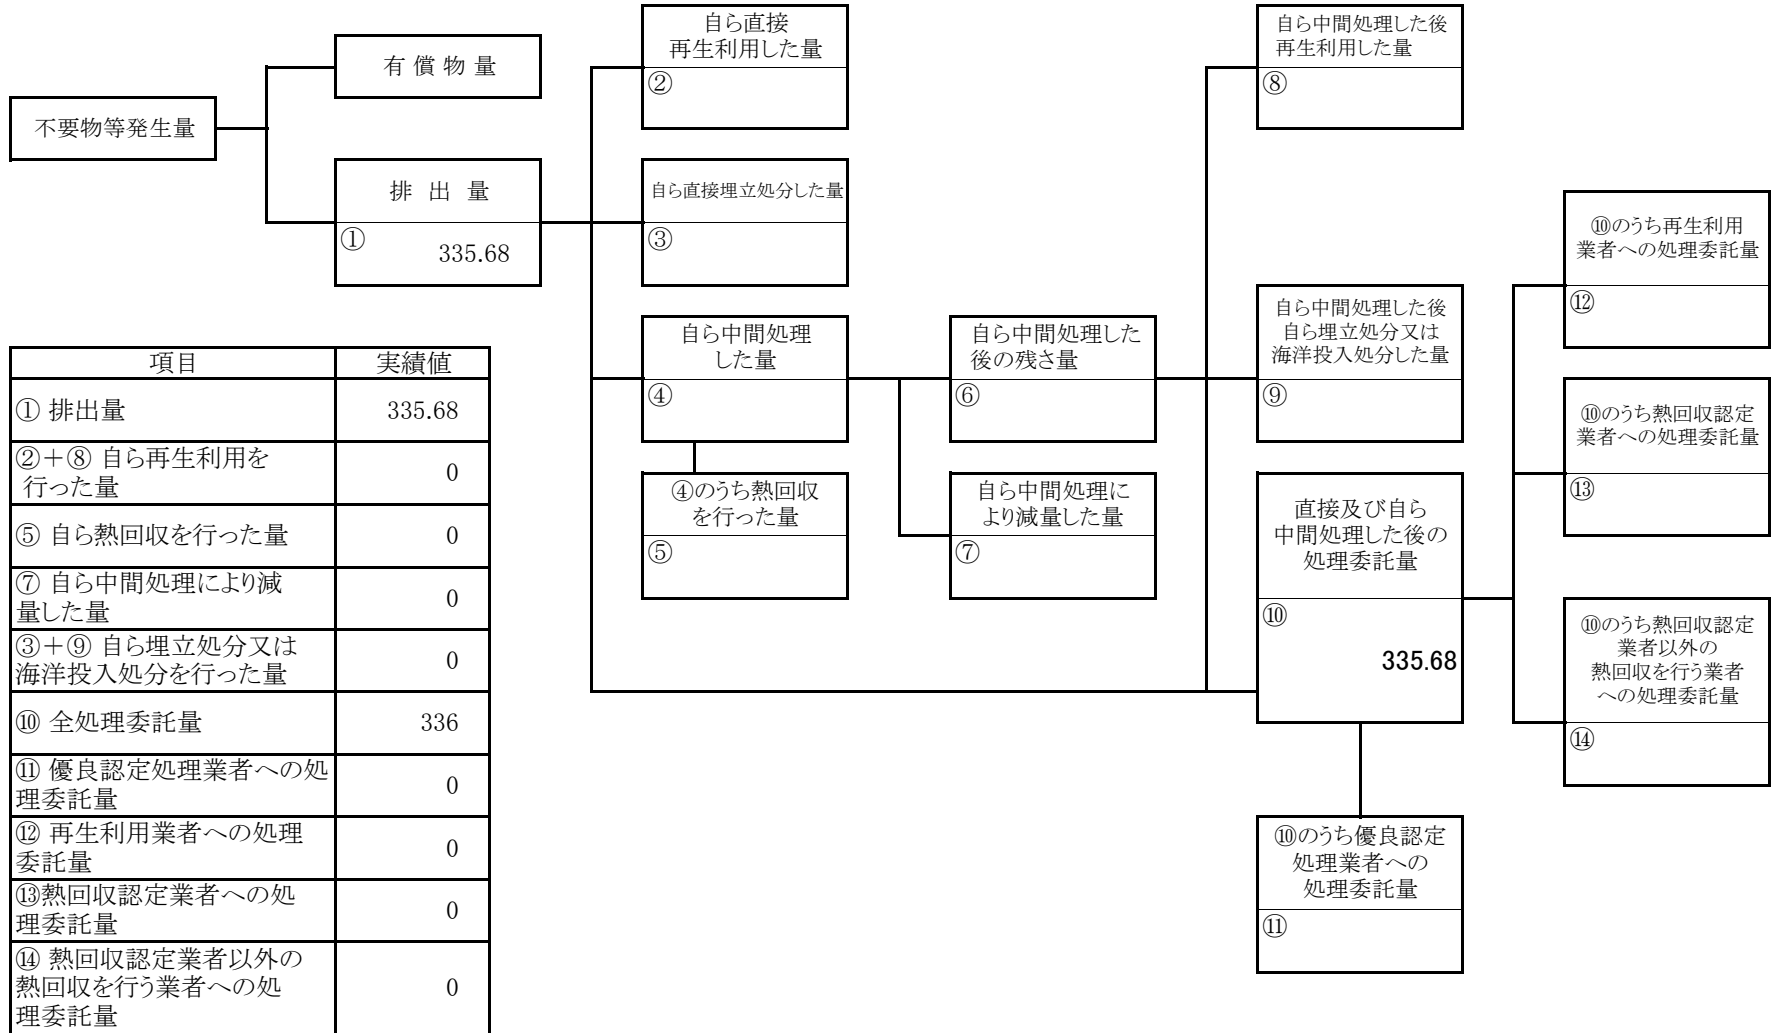 不要物等発生量
有 償 物 量
排 出 量
①
335.68
自ら直接
再生利用した量
②
自ら直接埋立処分した量
③
自ら中間処理
した量
④
④のうち熱回収
を行った量
⑤
自ら中間処理した
後の残さ量
⑥
自ら中間処理に
より減量した量
⑦
自ら中間処理した後
再生利用した量
⑧
自ら中間処理した後
自ら埋立処分又は
海洋投入処分した量
⑨
直接及び自ら
中間処理した後の
処理委託量
⑩
335.68
⑩のうち優良認定
処理業者への
処理委託量
⑪
⑩のうち再生利用
業者への処理委託量
⑫
⑩のうち熱回収認定
業者への処理委託量
⑬
⑩のうち熱回収認定
業者以外の
熱回収を行う業者
への処理委託量
⑭
項目 実績値
① 排出量 335.68
②+⑧ 自ら再生利用を
行った量 0
⑤ 自ら熱回収を行った量 0
⑦ 自ら中間処理により減
量した量 0
③+⑨ 自ら埋立処分又は
海洋投入処分を行った量 0
⑩ 全処理委託量 336
⑪ 優良認定処理業者への処
理委託量 0
⑫ 再生利用業者への処理
委託量 0
⑬熱回収認定業者への処
理委託量 0
⑭ 熱回収認定業者以外の
熱回収を行う業者への処
理委託量 0